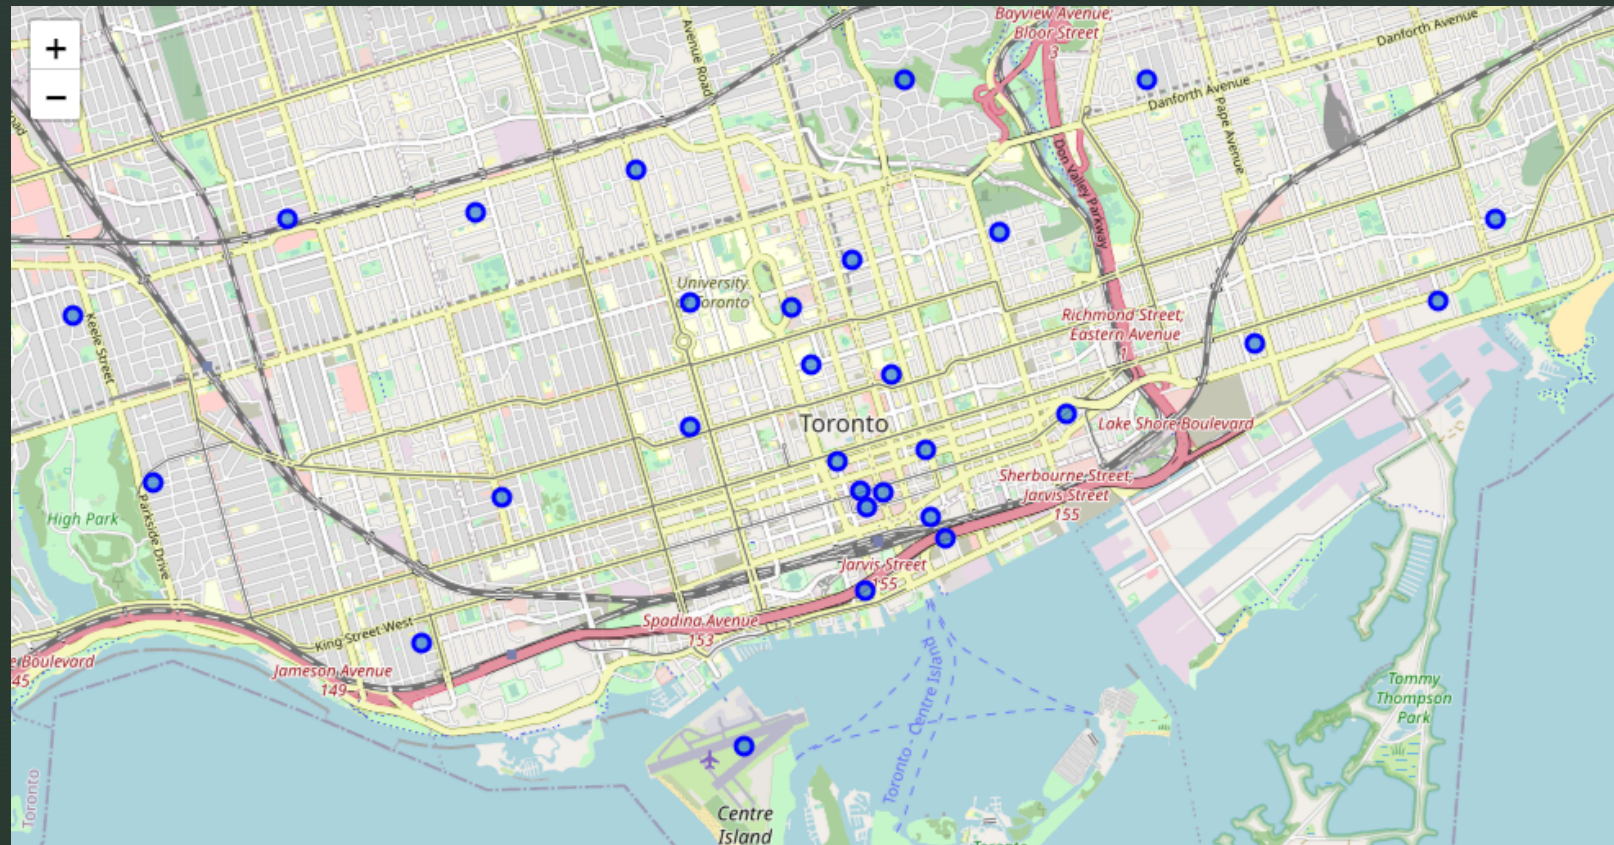 +
−
Bayview Avenue;
Bloor Street
3
Avenue Road
Danforth Avenue
Danforth Avenue
Pape Avenue
Don Valley Parkway
University
Toronto
Keele Street
Richmond Street;
Eastern Avenue
1
Toronto
Lake Shore Boulevard
Sherbourne Street;
Jarvis Street
155
High Park
Parkside Drive
Jarvis Street
155
King Street West
Spadina Avenue
153
Boulevard
45
Jameson Avenue
149
Toronto - Centre Island
Tommy
Thompson
Park
Toronto
Centre
Island
Toronto